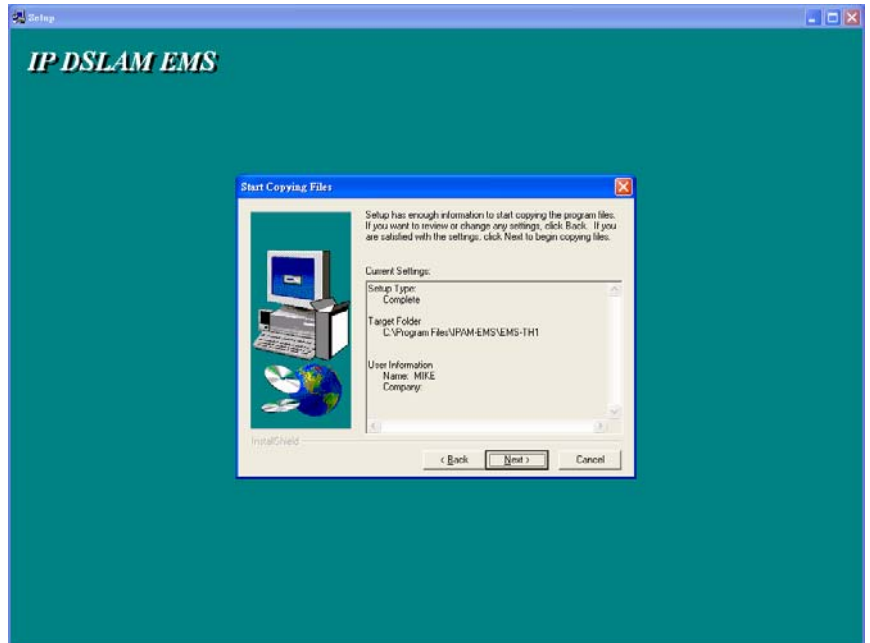 Setup
IP DSLAM EMS
Start Copying Files
Setup has enough information to start copying the program files.
If you want to review or change any settings, click Back. If you
are satisfied with the settings, click Next to begin copying files.
Current Settings:
Setup Type:
Complete
Target Folder
C:\Program Files\IPAM-EMS\EMS-TH1
User Information
Name: MIKE
Company:
InstallShield
< Back
Next >
Cancel